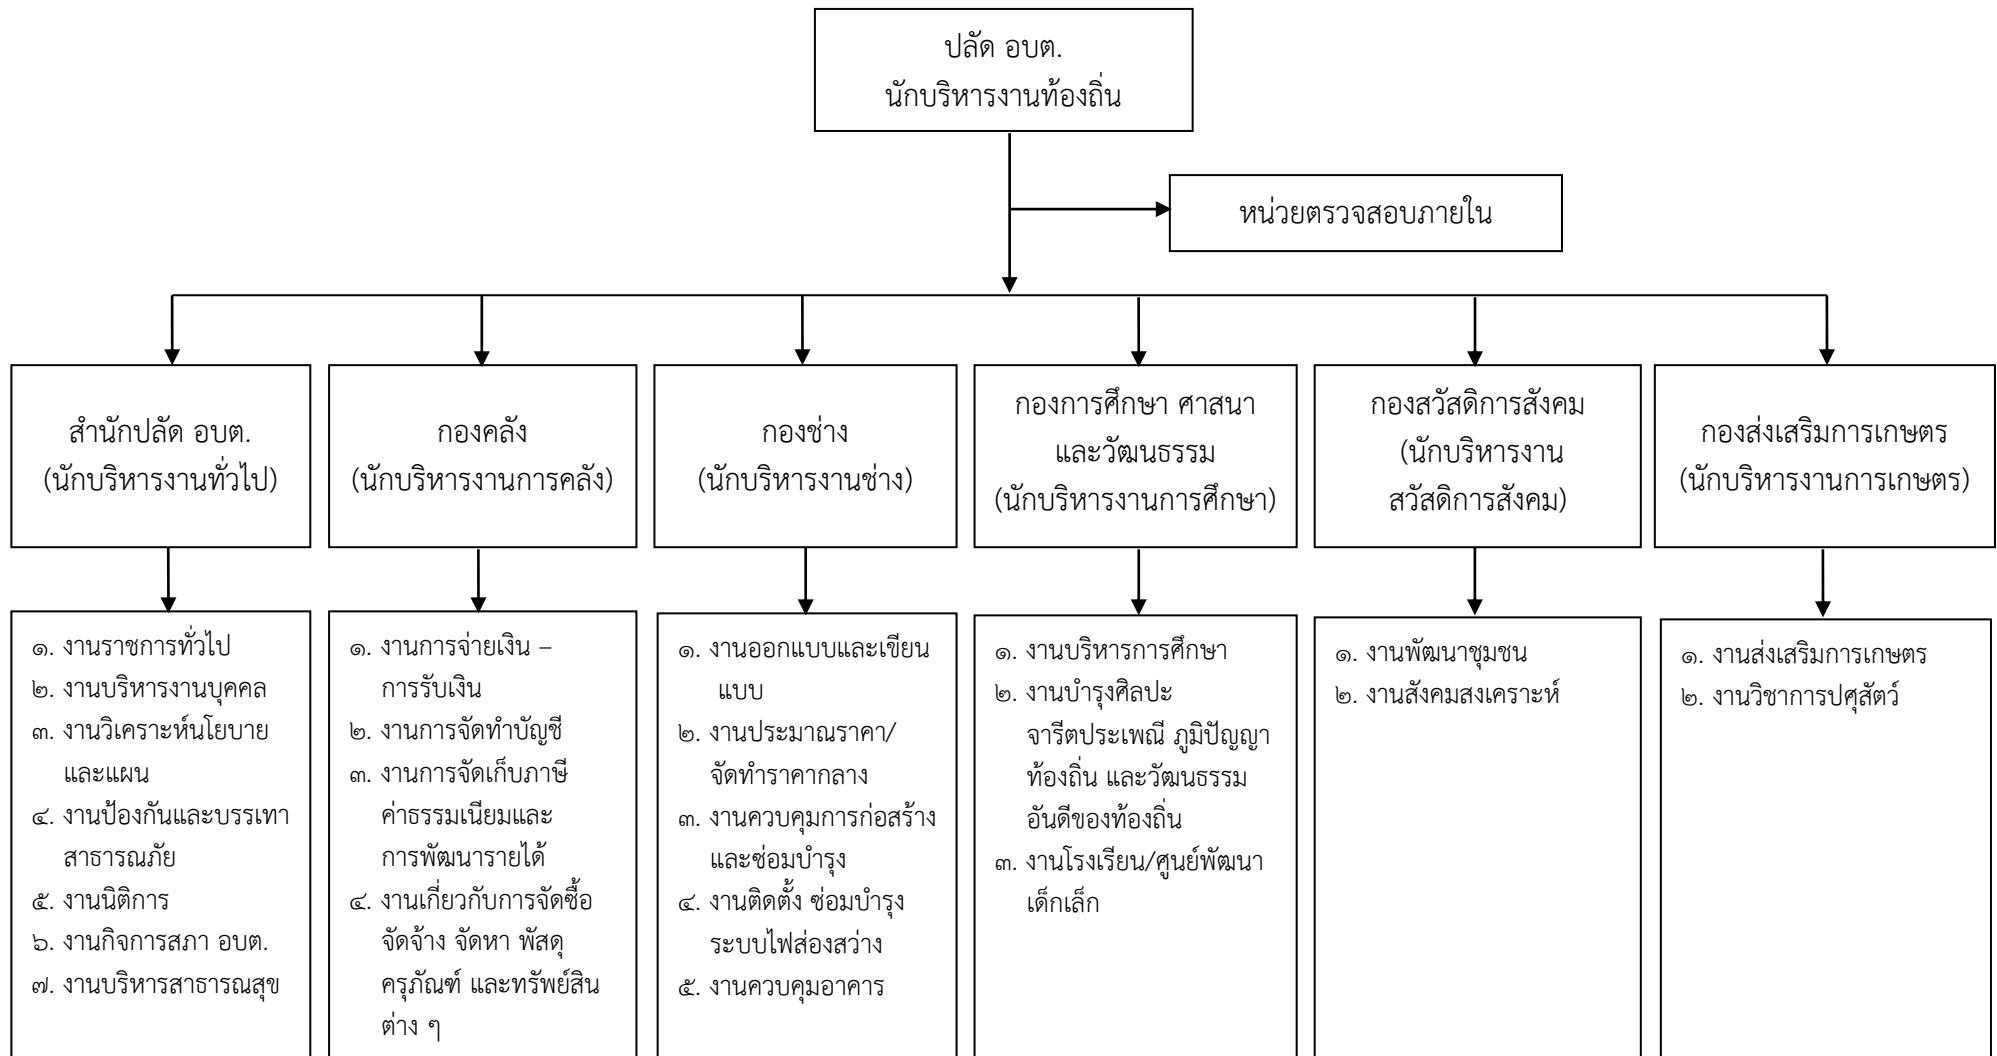 ปลัด อบต.
นักบริหารงานท้องถิ่น
หน่วยตรวจสอบภายใน
สำนักปลัด อบต.
(นักบริหารงานทั่วไป)
กองคลัง
(นักบริหารงานการคลัง)
กองช่าง
(นักบริหารงานช่าง)
กองการศึกษา ศาสนา
และวัฒนธรรม
(นักบริหารงานการศึกษา)
กองสวัสดิการสังคม
(นักบริหารงาน
สวัสดิการสังคม)
กองส่งเสริมการเกษตร
(นักบริหารงานการเกษตร)
๑. งานราชการทั่วไป
๒. งานบริหารงานบุคคล
๓. งานวิเคราะห์นโยบาย
และแผน
๔. งานป้องกันและบรรเทา
สาธารณภัย
๕. งานนิติการ
๖. งานกิจการสภา อบต.
๗. งานบริหารสาธารณสุข
๑. งานการจ่ายเงิน –
การรับเงิน
๒. งานการจัดทำบัญชี
๓. งานการจัดเก็บภาษี
ค่าธรรมเนียมและ
การพัฒนารายได้
๔. งานเกี่ยวกับการจัดซื้อ
จัดจ้าง จัดหา พัสดุ
ครุภัณฑ์ และทรัพย์สิน
ต่าง ๆ
๑. งานออกแบบและเขียน
แบบ
๒. งานประมาณราคา/
จัดทำราคากลาง
๓. งานควบคุมการก่อสร้าง
และซ่อมบำรุง
๔. งานติดตั้ง ซ่อมบำรุง
ระบบไฟส่องสว่าง
๕. งานควบคุมอาคาร
๑. งานบริหารการศึกษา
๒. งานบำรุงศิลปะ
จารีตประเพณี ภูมิปัญญา
ท้องถิ่น และวัฒนธรรม
อันดีของท้องถิ่น
๓. งานโรงเรียน/ศูนย์พัฒนา
เด็กเล็ก
๑. งานพัฒนาชุมชน
๒. งานสังคมสงเคราะห์
๑. งานส่งเสริมการเกษตร
๒. งานวิชาการปศุสัตว์